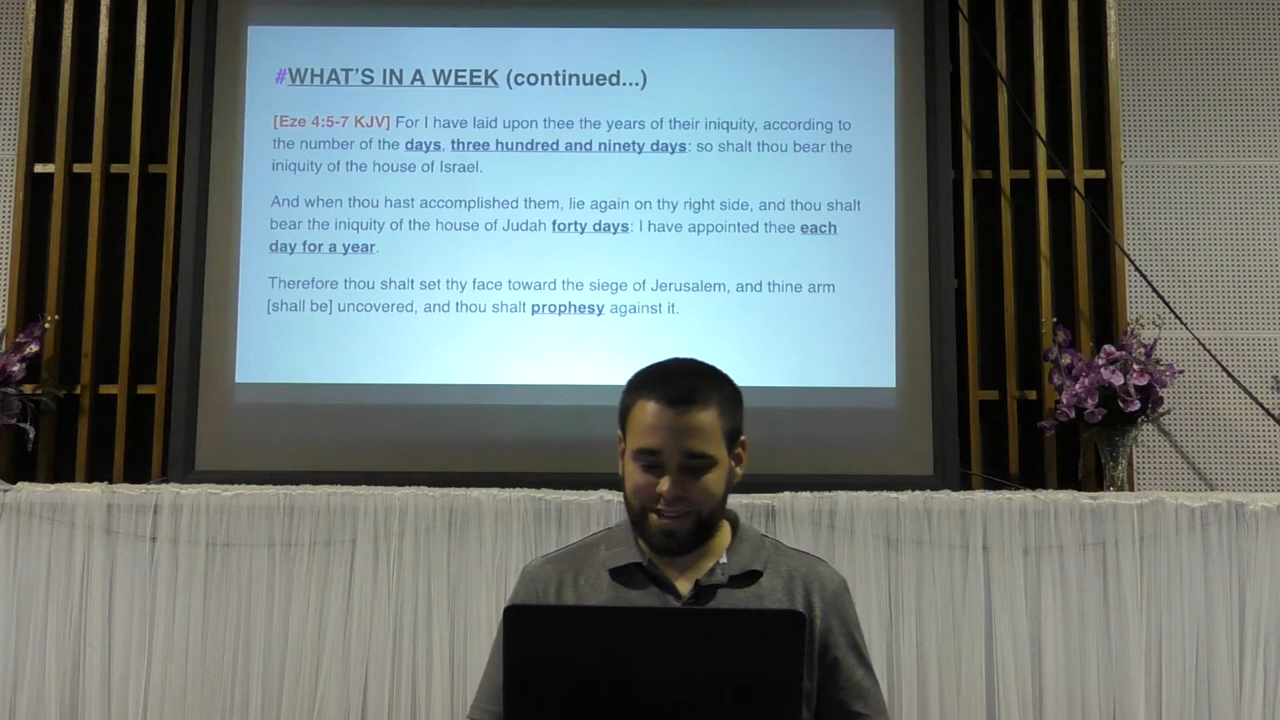 #WHAT'S IN A WEEK (continued...)
[Eze 4:5-7 KJV] For I have laid upon thee the years of their iniquity, according to
the number of the days, three hundred and ninety days: so shalt thou bear the
iniquity of the house of Israel.
And when thou hast accomplished them, lie again on thy right side, and thou shalt
bear the iniquity of the house of Judah forty days: I have appointed thee each
day for a year.
Therefore thou shalt set thy face toward the siege of Jerusalem, and thine arm
[shall be] uncovered, and thou shalt prophesy against it.